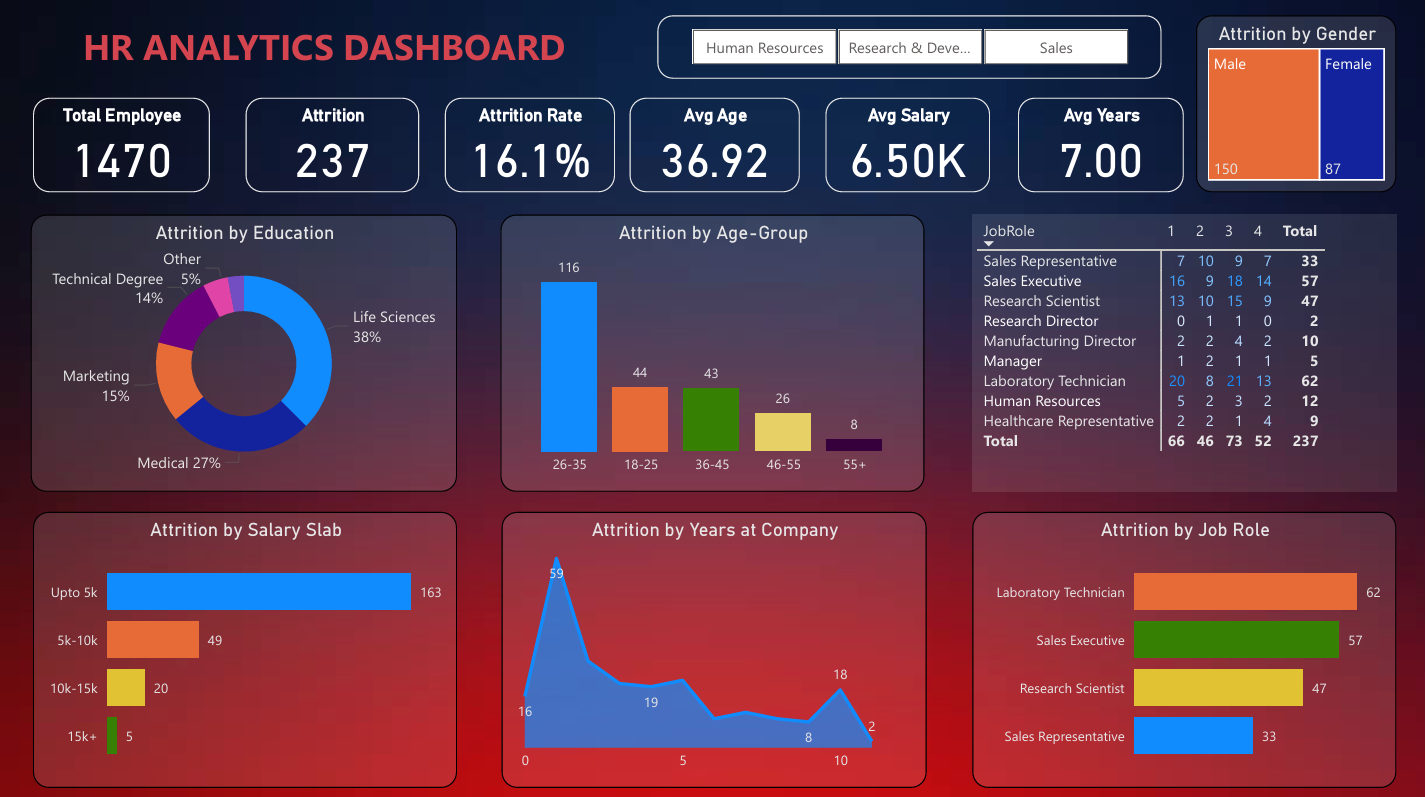 HR ANALYTICS DASHBOARD
Human Resources
Research & Deve...
Sales
Attrition by Gender
Male
Female
150
87
Total Employee
1470
Attrition
237
Attrition Rate
16.1%
Avg Age
36.92
Avg Salary
6.50K
Avg Years
7.00
Attrition by Education
Other
5%
Technical Degree
14%
Life Sciences
38%
Marketing
15%
Medical 27%
Attrition by Age-Group
116
44
43
26
8
26-35
18-25
36-45
46-55
55+
JobRole 1 2 3 4 Total
Sales Representative 7 10 9 7 33
Sales Executive 16 9 18 14 57
Research Scientist 13 10 15 9 47
Research Director 0 1 1 0 2
Manufacturing Director 2 2 4 2 10
Manager 1 2 1 1 5
Laboratory Technician 20 8 21 13 62
Human Resources 5 2 3 2 12
Healthcare Representative 2 2 1 4 9
Total 66 46 73 52 237
Attrition by Salary Slab
Upto 5k 163
5k-10k 49
10k-15k 20
15k+ 5
Attrition by Years at Company
59
18
19
16
2
8
0 5 10
Attrition by Job Role
Laboratory Technician 62
Sales Executive 57
Research Scientist 47
Sales Representative 33